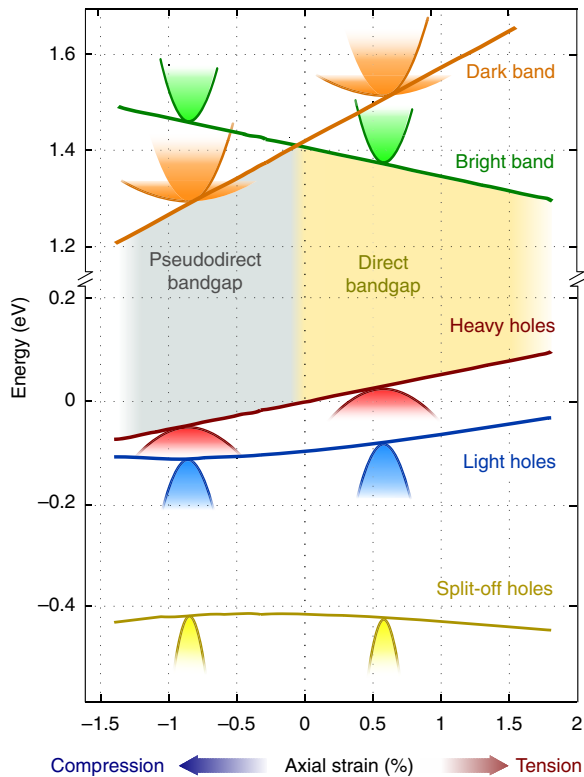 1.6
1.4
1.2
0.2
0
−0.2
−0.4
Energy (eV)
Dark band
Bright band
Pseudodirect
bandgap
Direct
bandgap
Heavy holes
Light holes
Split-off holes
−1.5
−1
−0.5
0
0.5
1
1.5
2
Compression
Axial strain (%)
Tension